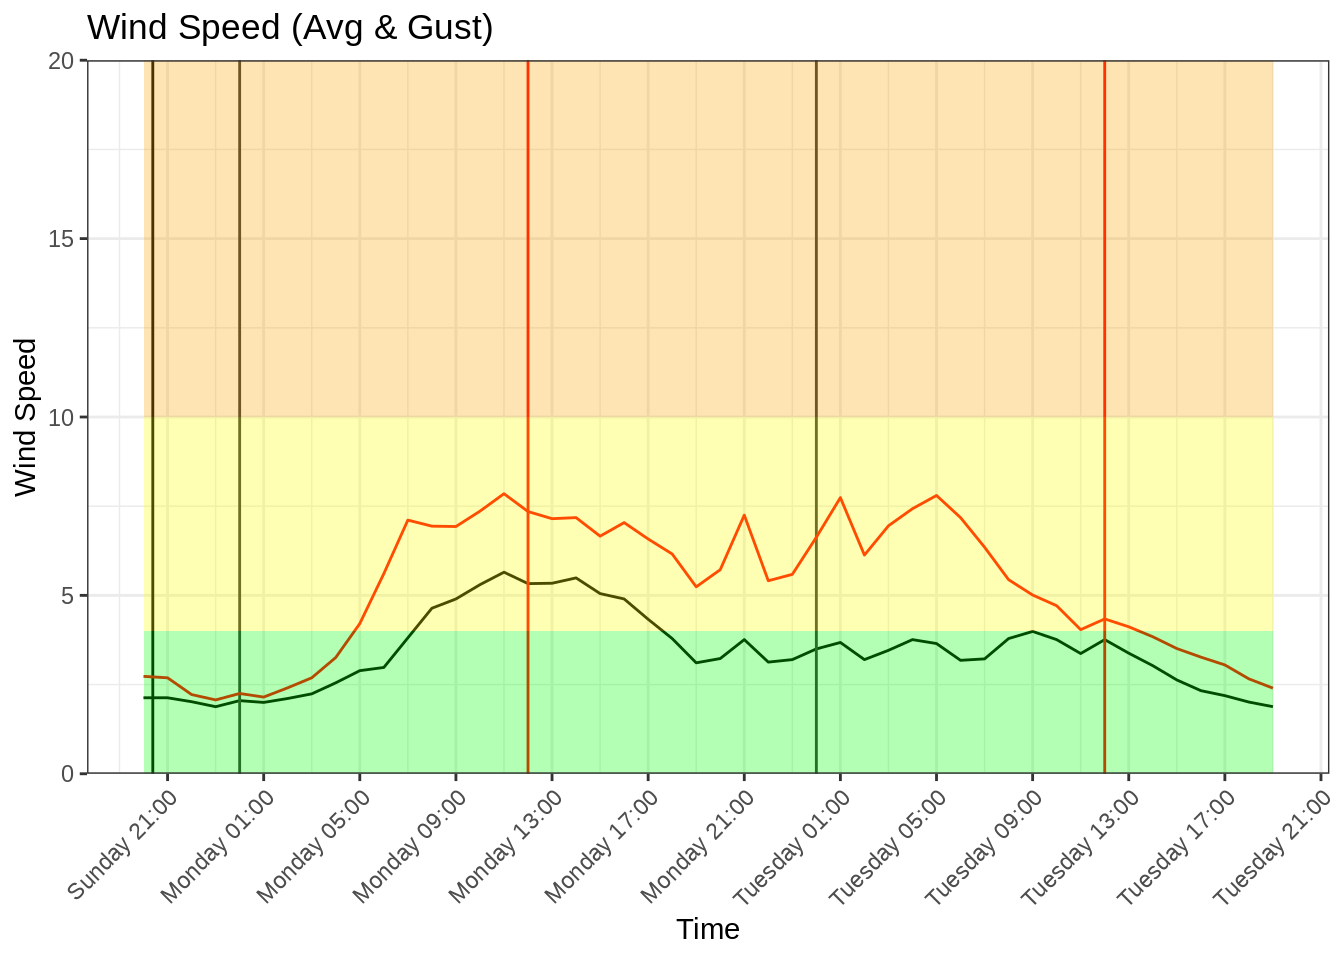 Wind Speed (Avg & Gust)
Wind Speed
20
15
10
5
0
Sunday 21:00
Monday 01:00
Monday 05:00
Monday 09:00
Monday 13:00
Monday 17:00
Monday 21:00
Tuesday 01:00
Tuesday 05:00
Tuesday 09:00
Tuesday 13:00
Tuesday 17:00
Tuesday 21:00
Time